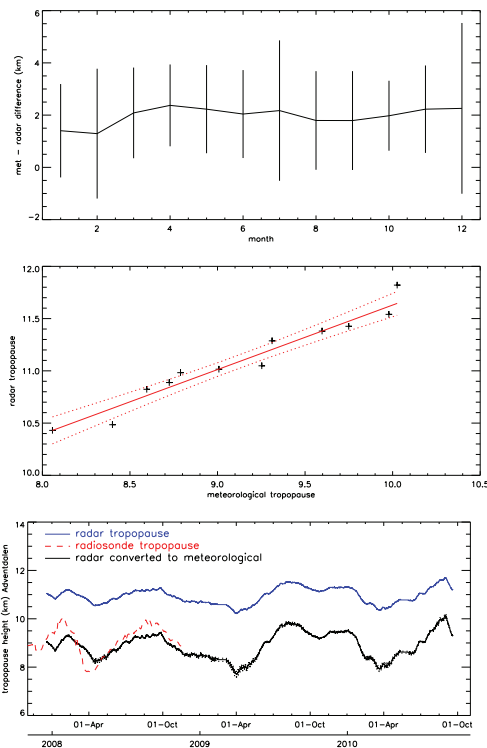 6
4
2
0
−2
met − radar difference (km)
2 4 6 8 10 12
month
12.0
11.5
11.0
10.5
10.0
radar tropopause
8.0 8.5 9.0 9.5 10.0 10.5
meteorological tropopause
14
12
10
8
6
tropopause height (km) Adventdalen
radar tropopause
radiosonde tropopause
radar converted to meteorological
01−Apr 01−Oct 01−Apr 01−Oct 01−Apr 01−Oct
2008 2009 2010